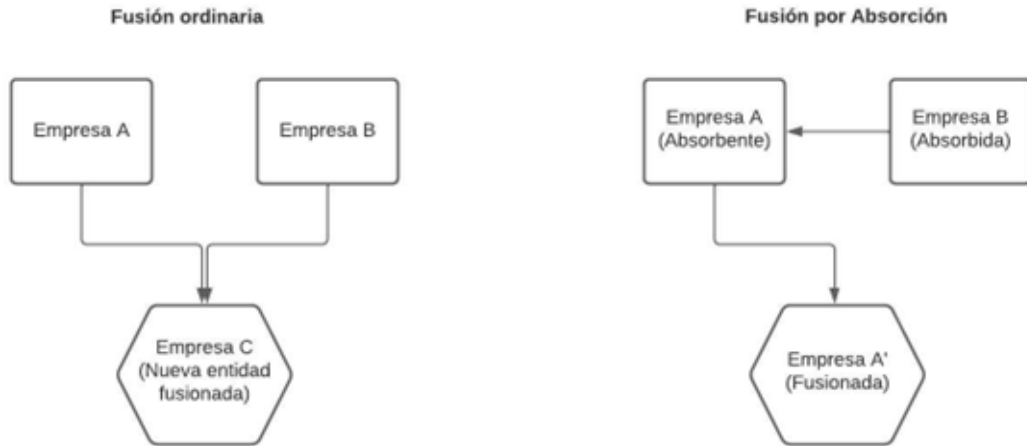 Fusión ordinaria
Fusión por Absorción
Empresa A
Empresa B
Empresa A
(Absorbente)
Empresa B
(Absorbida)
Empresa C
(Nueva entidad
fusionada)
Empresa A'
(Fusionada)